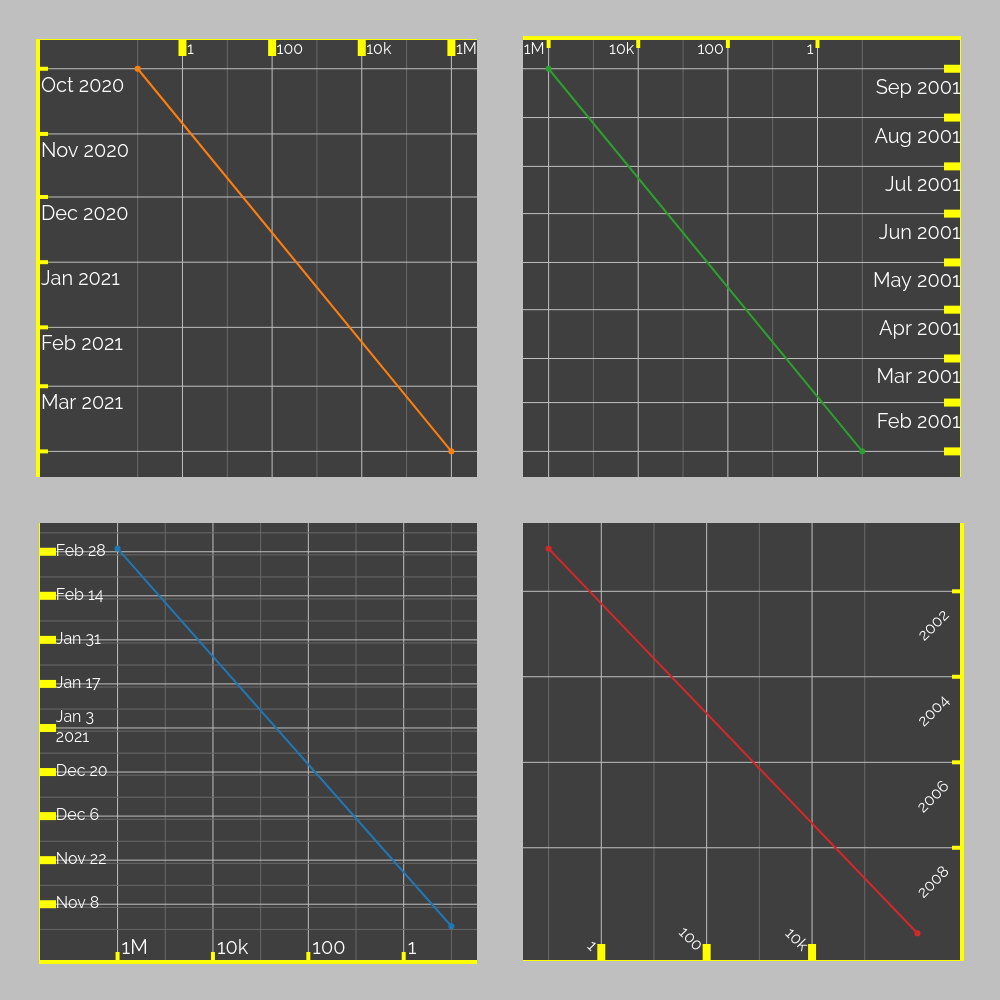 1 100 10k 1M
Oct 2020
Nov 2020
Dec 2020
Jan 2021
Feb 2021
Mar 2021
1M 10k 100 1
Sep 2001
Aug 2001
Jul 2001
Jun 2001
May 2001
Apr 2001
Mar 2001
Feb 2001
Feb 28
Feb 14
Jan 31
Jan 17
Jan 3
2021
Dec 20
Dec 6
Nov 22
Nov 8
1M 10k 100 1
2002
2004
2006
2008
1 100 10k